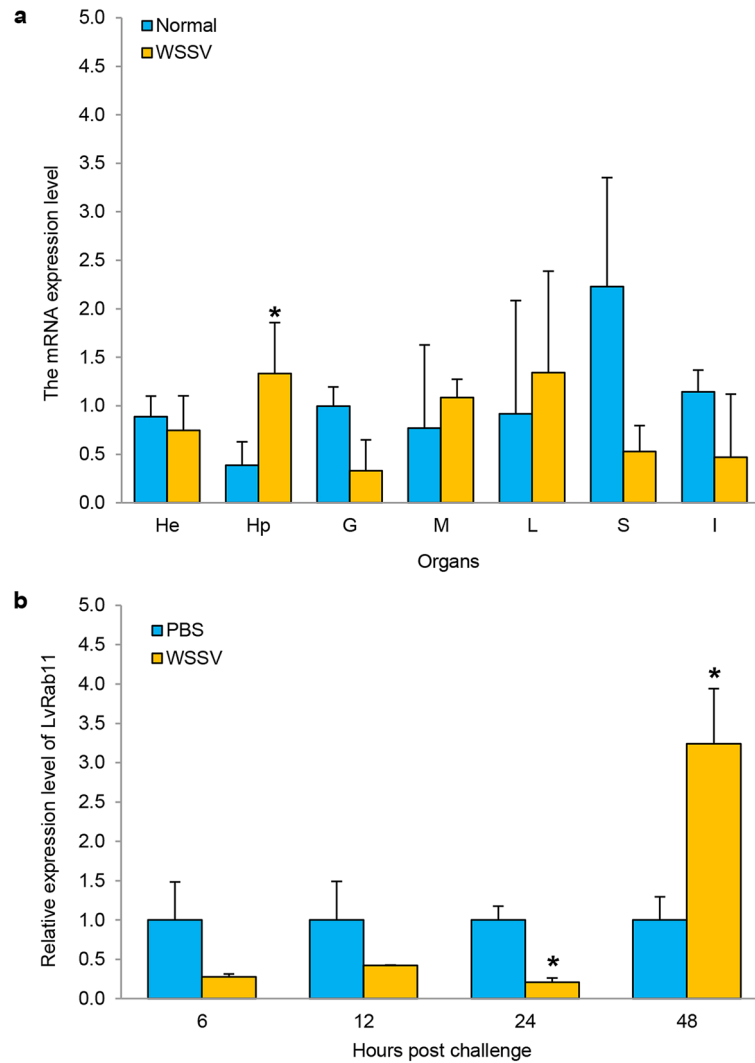 a
Normal
WSSV
The mRNA expression level
5.0
4.5
4.0
3.5
3.0
2.5
2.0
1.5
1.0
0.5
0.0
*
He Hp G M L S I
Organs
b
PBS
WSSV
Relative expression level of LvRab11
5.0
4.5
4.0
3.5
3.0
2.5
2.0
1.5
1.0
0.5
0.0
*
*
6 12 24 48
Hours post challenge